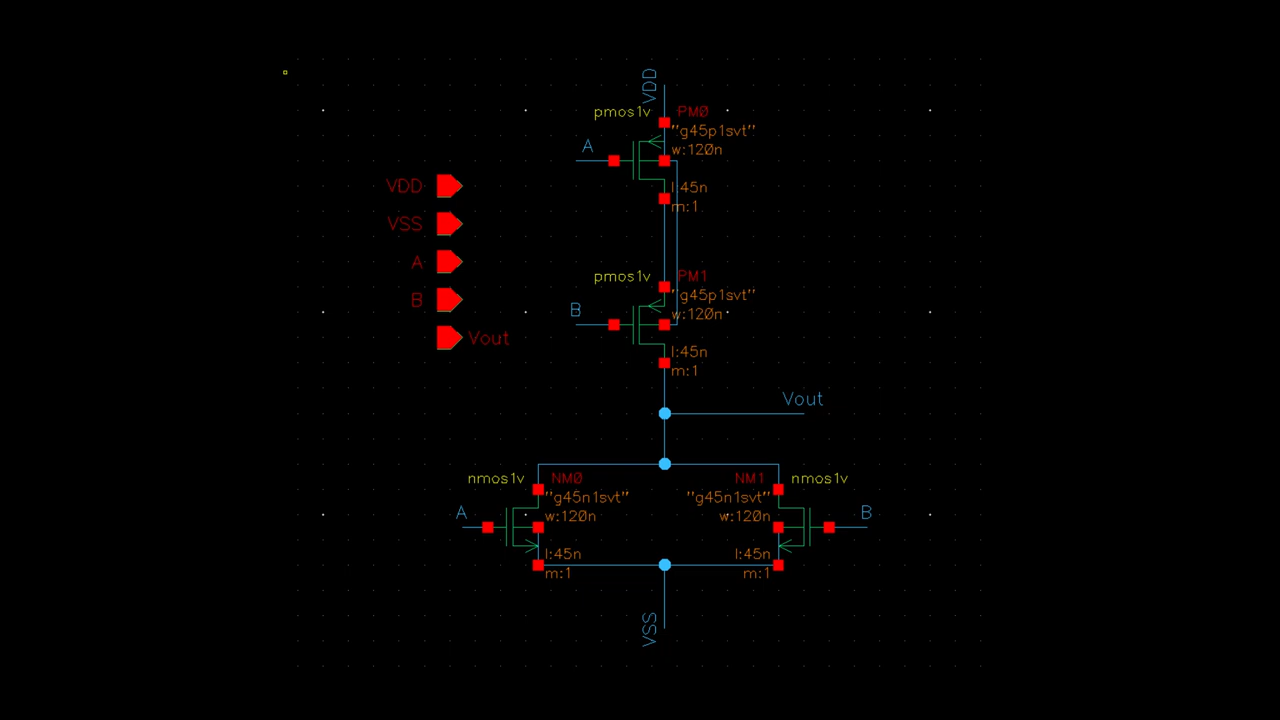 VDD
pmos1v PM0
"g45p1svt"
A w:120n
l:45n
m:1
VDD
VSS
A
B
Vout
pmos1v PM1
"g45p1svt"
B w:120n
l:45n
m:1
Vout
nmos1v NM0
"g45n1svt"
A w:120n
l:45n
m:1
NM1 nmos1v
"g45n1svt"
w:120n B
l:45n
m:1
VSS